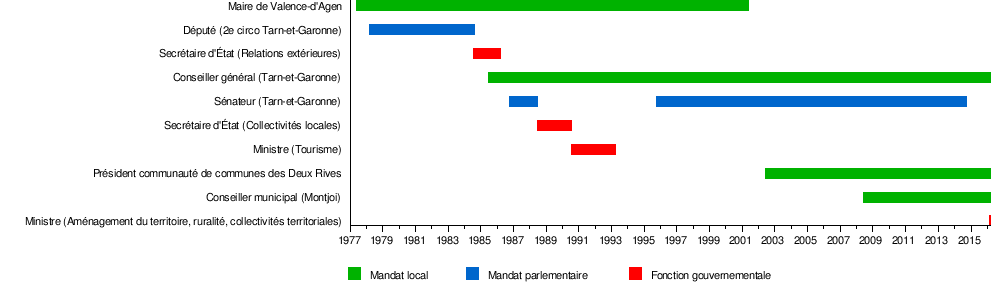 Maire de Valence-d'Agen
Député (2e circo Tarn-et-Garonne)
Secrétaire d'État (Relations extérieures)
Conseiller général (Tarn-et-Garonne)
Sénateur (Tarn-et-Garonne)
Secrétaire d'État (Collectivités locales)
Ministre (Tourisme)
Président communauté de communes des Deux Rives
Conseiller municipal (Montjoi)
Ministre (Aménagement du territoire, ruralité, collectivités territoriales)
1977 1979 1981 1983 1985 1987 1989 1991 1993 1995 1997 1999 2001 2003 2005 2007 2009 2011 2013 2015
Mandat local Mandat parlementaire Fonction gouvernementale